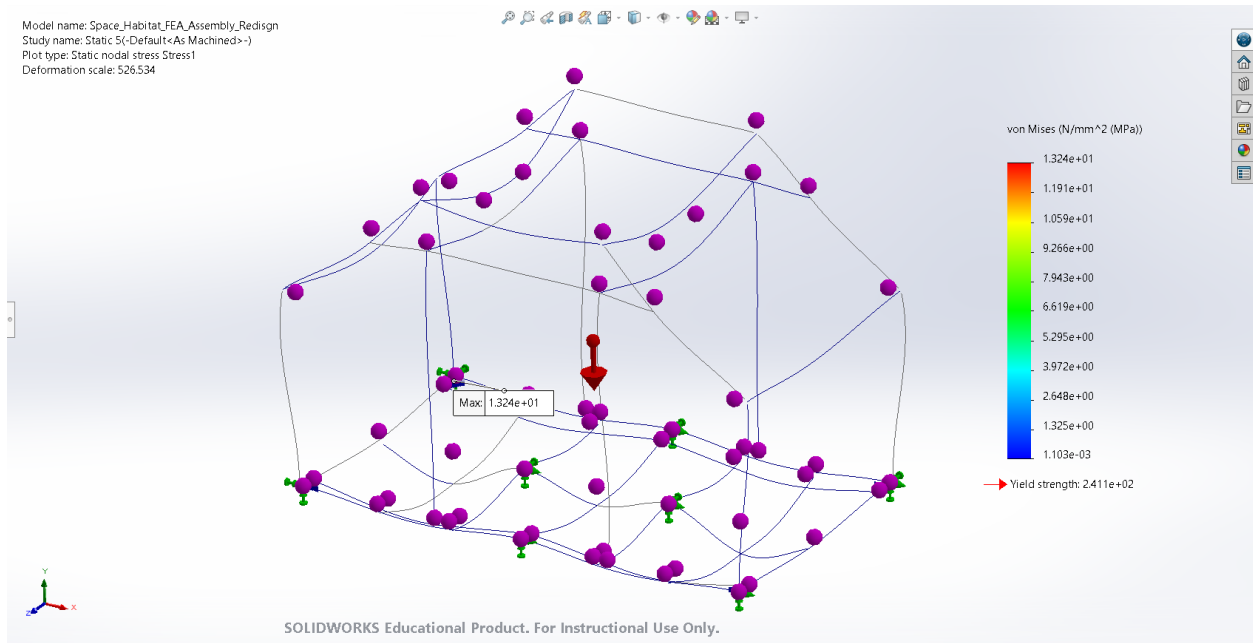 Model name: Space_Habitat_FEA_Assembly_Redisgn
Study name: Static 5(-Default<As Machined>-)
Plot type: Static nodal stress Stress1
Deformation scale: 526.534
von Mises (N/mm^2 (MPa))
1.324e+01
1.191e+01
1.059e+01
9.266e+00
7.943e+00
6.619e+00
5.295e+00
3.972e+00
2.648e+00
1.325e+00
1.103e-03
Yield strength: 2.411e+02
Max: 1.324e+01
Y
X
Z
SOLIDWORKS Educational Product. For Instructional Use Only.